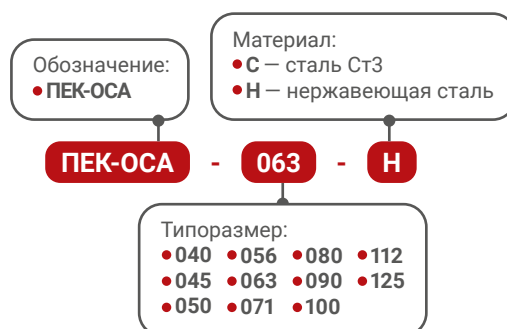 Обозначение:
• ПЕК-ОСА
Материал:
• С — сталь Ст3
• Н — нержавеющая сталь
ПЕК-ОСА - 063 - Н
Типоразмер:
• 040 • 056 • 080 • 112
• 045 • 063 • 090 • 125
• 050 • 071 • 100